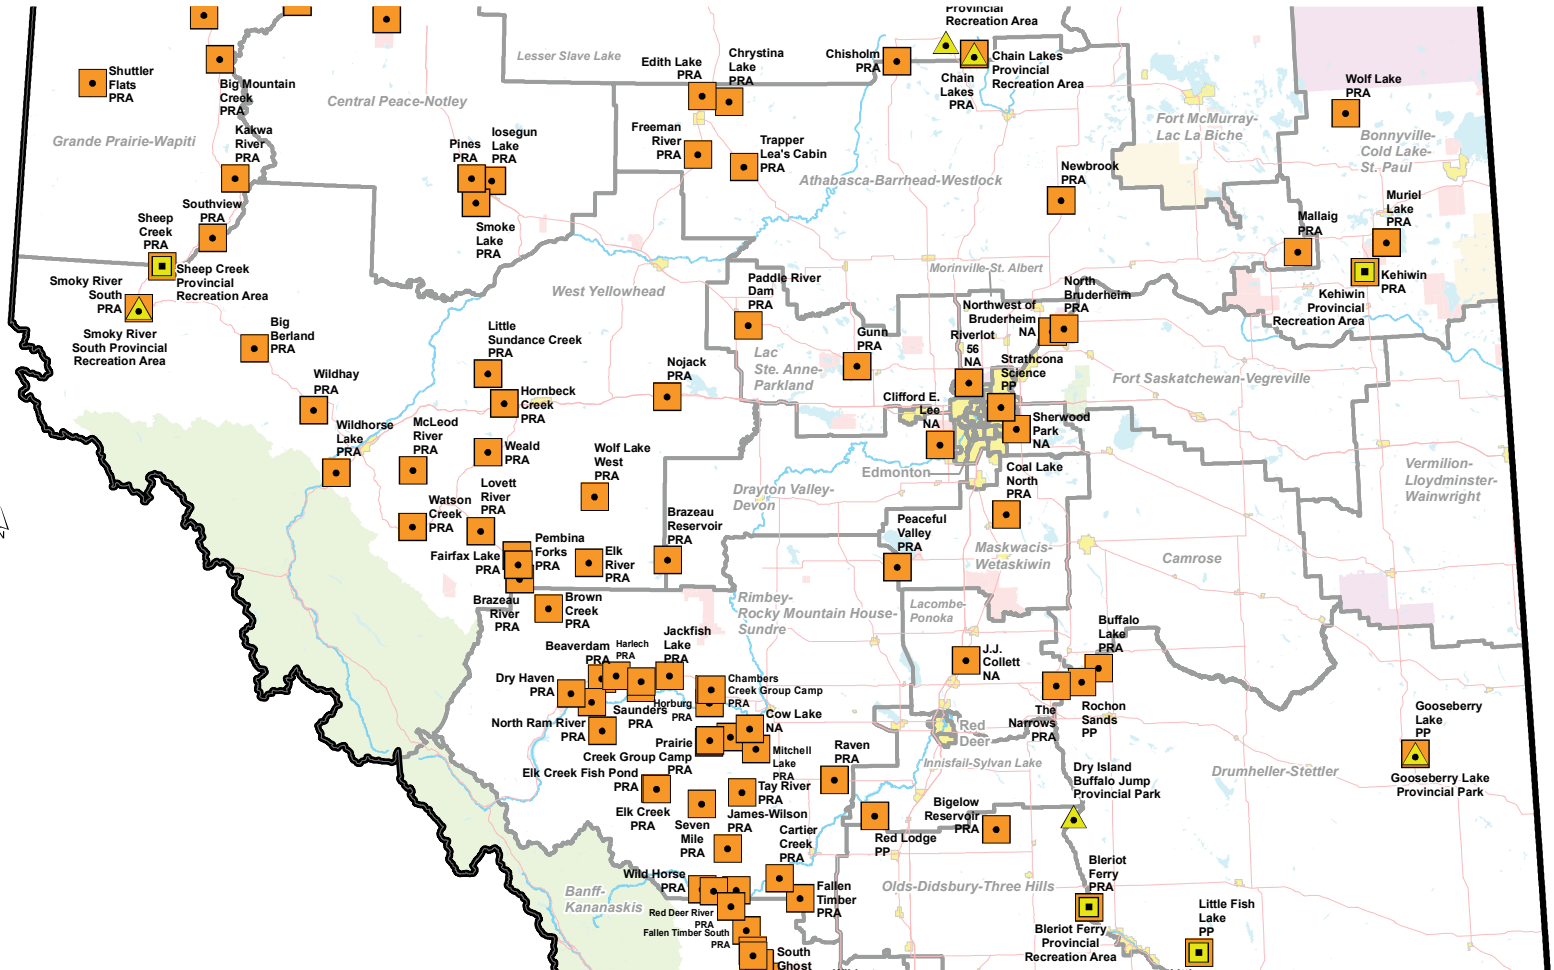 Provincial
Recreation Area
Lesser Slave Lake
Edith Lake
PRA
Chrystina
Lake
PRA
Chisholm
PRA
Chain
Lakes
PRA
Chain Lakes
Provincial
Recreation Area
Wolf Lake
PRA
Shuttler
Flats
PRA
Big Mountain
Creek
PRA
Central Peace-Notley
Grande Prairie-Wapiti
Kakwa
River
PRA
Pines
PRA
Iosegun
Lake
PRA
Freeman
River
PRA
Trapper
Lea's Cabin
PRA
Athabasca-Barrhead-Westlock
Fort McMurray-
Lac La Biche
Bonnyville-
Cold Lake-
St. Paul
Newbrook
PRA
Muriel
Lake
PRA
Mallaig
PRA
Southview
PRA
Sheep
Creek
PRA
Smoke
Lake
PRA
Sheep Creek
Provincial
Recreation Area
Smoky River
South
PRA
Smoky River
South Provincial
Recreation Area
Big
Berland
PRA
West Yellowhead
Paddle River
Dam
PRA
Morinville-St. Albert
North
Bruderheim
PRA
Northwest of
Bruderheim
NA
Kehiwin
PRA
Kehiwin
Provincial
Recreation Area
Little
Sundance Creek
PRA
Gunn
PRA
Riverlot
56
NA
Strathcona
Science
PP
Lac
Ste. Anne-
Parkland
Nojack
PRA
Wildhay
PRA
Hornbeck
Creek
PRA
Fort Saskatchewan-Vegreville
Clifford E.
Lee
NA
Sherwood
Park
NA
Wildhorse
Lake
PRA
McLeod
River
PRA
Weald
PRA
Wolf Lake
West
PRA
Edmonton
Coal Lake
North
PRA
Vermilion-
Lloydminster-
Wainwright
Drayton Valley-
Devon
Lovett
River
PRA
Watson
Creek
PRA
Brazeau
Reservoir
PRA
Peaceful
Valley
PRA
Maskwacis-
Wetaskiwin
Camrose
Pembina
Forks
PRA
Fairfax Lake
PRA
Elk
River
PRA
Brazeau
River
PRA
Brown
Creek
PRA
Rimbey-
Rocky Mountain House-
Sundre
Lacombe-
Ponoka
Buffalo
Lake
PRA
Beaverdam
PRA
Harlech
PRA
Jackfish
Lake
PRA
J.J.
Collett
NA
Dry Haven
PRA
Chambers
Creek Group Camp
PRA
Horburg
PRA
Saunders
PRA
North Ram River
PRA
Cow Lake
NA
The
Narrows
PRA
Rochon
Sands
PP
Gooseberry
Lake
PP
Red
Deer
Prairie
Creek Group Camp
PRA
Mitchell
Lake
PRA
Raven
PRA
Innisfail-Sylvan Lake
Dry Island
Buffalo Jump
Provincial Park
Drumheller-Stettler
Gooseberry Lake
Provincial Park
Elk Creek Fish Pond
PRA
Tay River
PRA
Elk Creek
PRA
Seven
Mile
PRA
James-Wilson
PRA
Cartier
Creek
PRA
Red Lodge
PP
Bigelow
Reservoir
PRA
Bleriot
Ferry
PRA
Wild Horse
PRA
Banff-
Kananaskis
Fallen
Timber
PRA
Olds-Didsbury-Three Hills
Red Deer River
PRA
Fallen Timber South
PRA
Bleriot Ferry
Provincial
Recreation Area
Little Fish
Lake
PP
South
Ghost